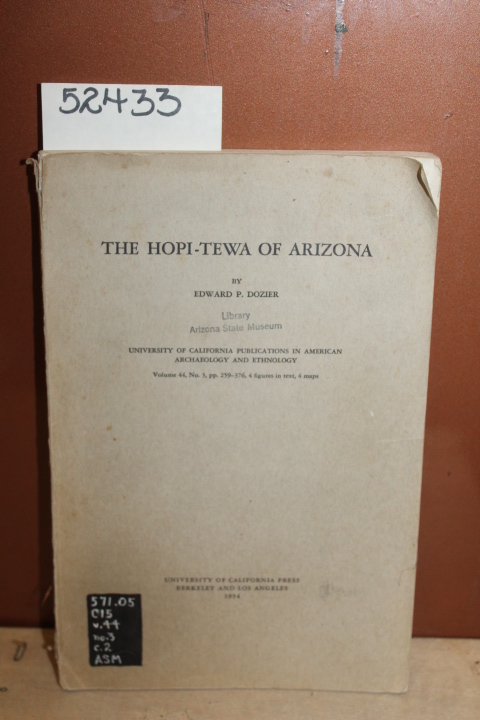 52433
THE HOPI-TEWA OF ARIZONA
BY
EDWARD P. DOZIER
Library
Arizona State Museum
UNIVERSITY OF CALIFORNIA PUBLICATIONS IN AMERICAN
ARCHAEOLOGY AND ETHNOLOGY
Volume 44, No. 3, pp. 259–376, 4 figures in text, 4 maps
UNIVERSITY OF CALIFORNIA PRESS
BERKELEY AND LOS ANGELES
1954
571.05
C15
v.44
no.3
c.2
ASM